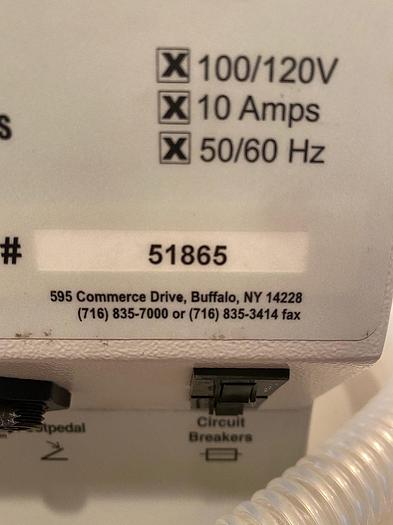 X 100/120V
X 10 Amps
s
X 50/60 Hz
# 51865
595 Commerce Drive, Buffalo, NY 14228
(716) 835-7000 or (716) 835-3414 fax
Circuit
Breakers